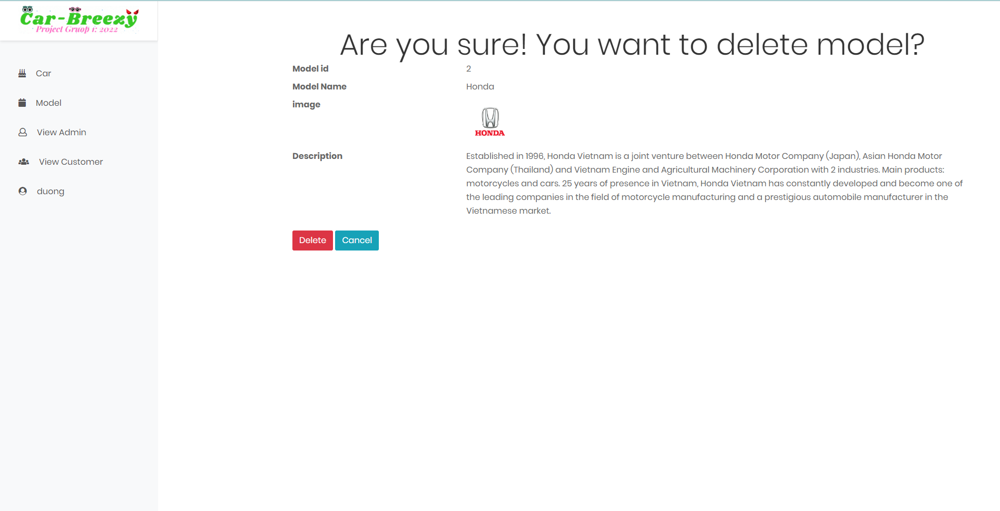 Car-Breezy
Project Gruop 1: 2022
Car
Model
View Admin
View Customer
duong
Are you sure! You want to delete model?
Model id 2
Model Name Honda
image
HONDA
Description
Established in 1996, Honda Vietnam is a joint venture between Honda Motor Company (Japan), Asian Honda Motor
Company (Thailand) and Vietnam Engine and Agricultural Machinery Corporation with 2 industries. Main products:
motorcycles and cars. 25 years of presence in Vietnam, Honda Vietnam has constantly developed and become one of
the leading companies in the field of motorcycle manufacturing and a prestigious automobile manufacturer in the
Vietnamese market.
Delete Cancel